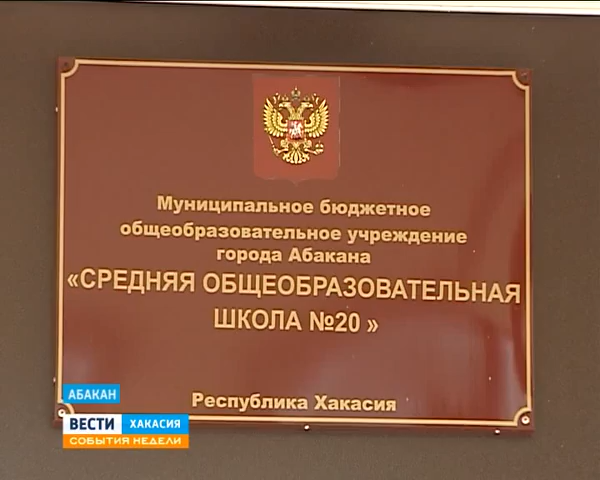 Муниципальное бюджетное
общеобразовательное учреждение
города Абакана
«СРЕДНЯЯ ОБЩЕОБРАЗОВАТЕЛЬНАЯ
ШКОЛА №20 »
Республика Хакасия
АБАКАН
ВЕСТИ ХАКАСИЯ
СОБЫТИЯ НЕДЕЛИ